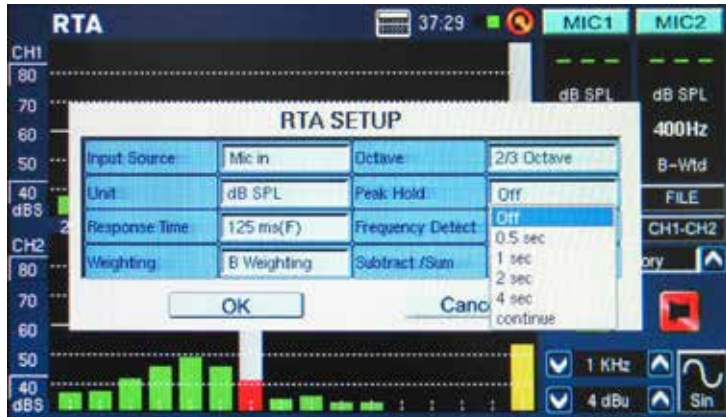 RTA 37:29 MIC1 MIC2
CH1
80
70
60
50
40
dBS
CH2
80
70
60
50
40
dBS
RTA SETUP
Input Source Mic in Octave 2/3 Octave
Unit dB SPL Peak Hold Off
Response Time 125 ms(F) Frequency Detect
Weighting B Weighting Subtract /Sum
Off
0.5 sec
1 sec
2 sec
4 sec
continue
OK Canc
--- ---
dB SPL dB SPL
400Hz
B-Wtd
FILE
CH1-CH2
ory
1 KHz
4 dBu Sin